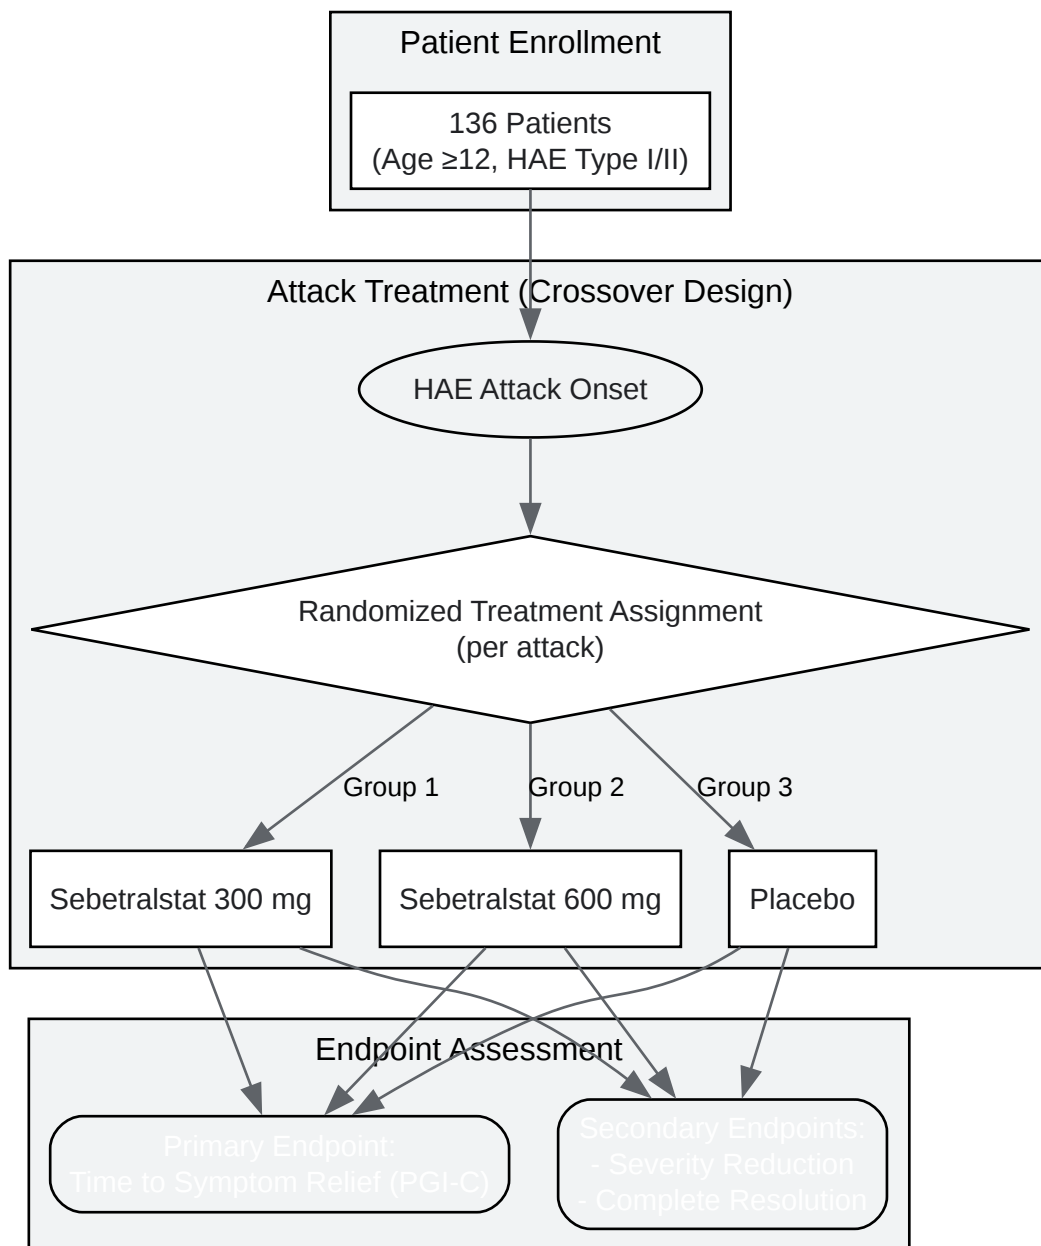 Patient Enrollment
136 Patients
(Age ≥12, HAE Type I/II)
Attack Treatment (Crossover Design)
HAE Attack Onset
Randomized Treatment Assignment
(per attack)
Group 1
Group 2
Group 3
Sebetralstat 300 mg
Sebetralstat 600 mg
Placebo
Endpoint Assessment
Primary Endpoint:
Time to Symptom Relief (PGI-C)
Secondary Endpoints:
- Severity Reduction
- Complete Resolution